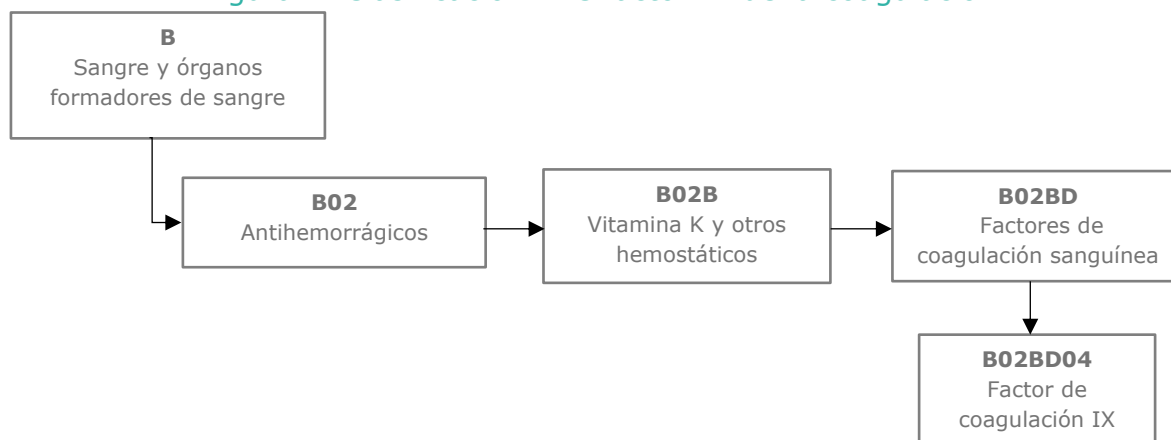 B
Sangre y órganos
formadores de sangre
B02
Antihemorrágicos
B02B
Vitamina K y otros
hemostáticos
B02BD
Factores de
coagulación sanguínea
B02BD04
Factor de
coagulación IX